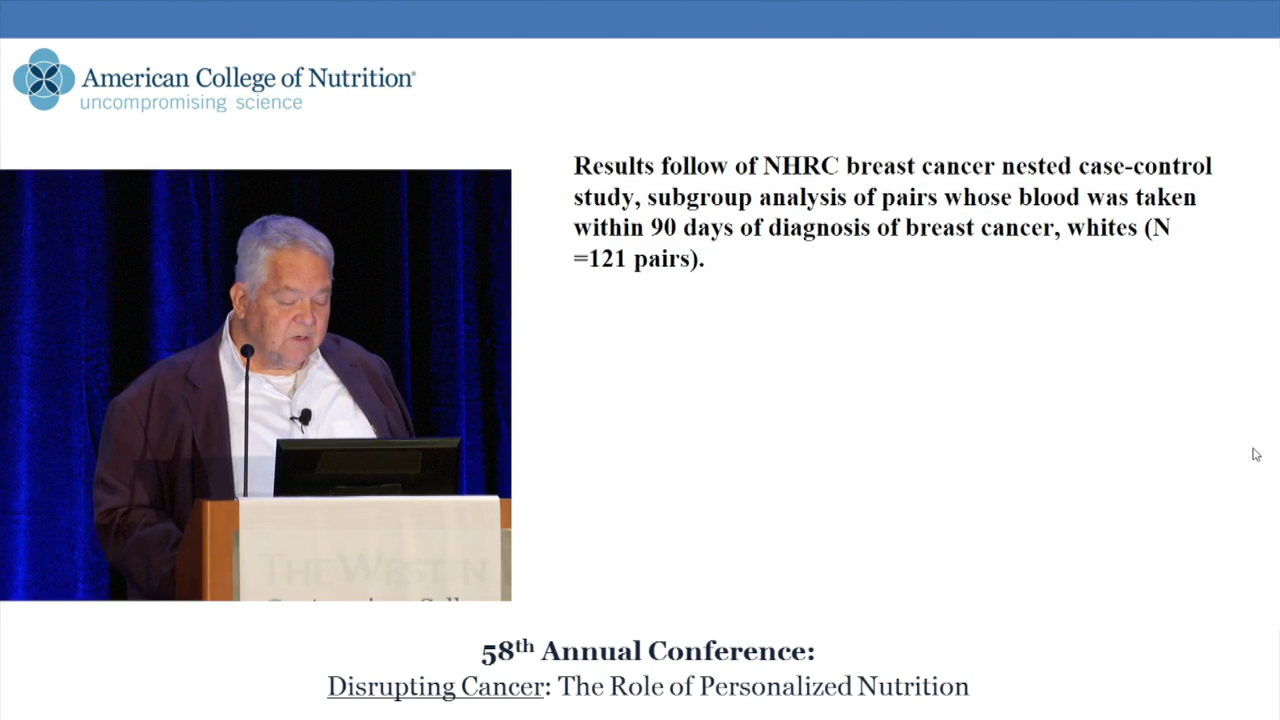 American College of Nutrition®
uncompromising science
Results follow of NHRC breast cancer nested case-control
study, subgroup analysis of pairs whose blood was taken
within 90 days of diagnosis of breast cancer, whites (N
=121 pairs).
THE WESTIN
58th Annual Conference:
Disrupting Cancer: The Role of Personalized Nutrition